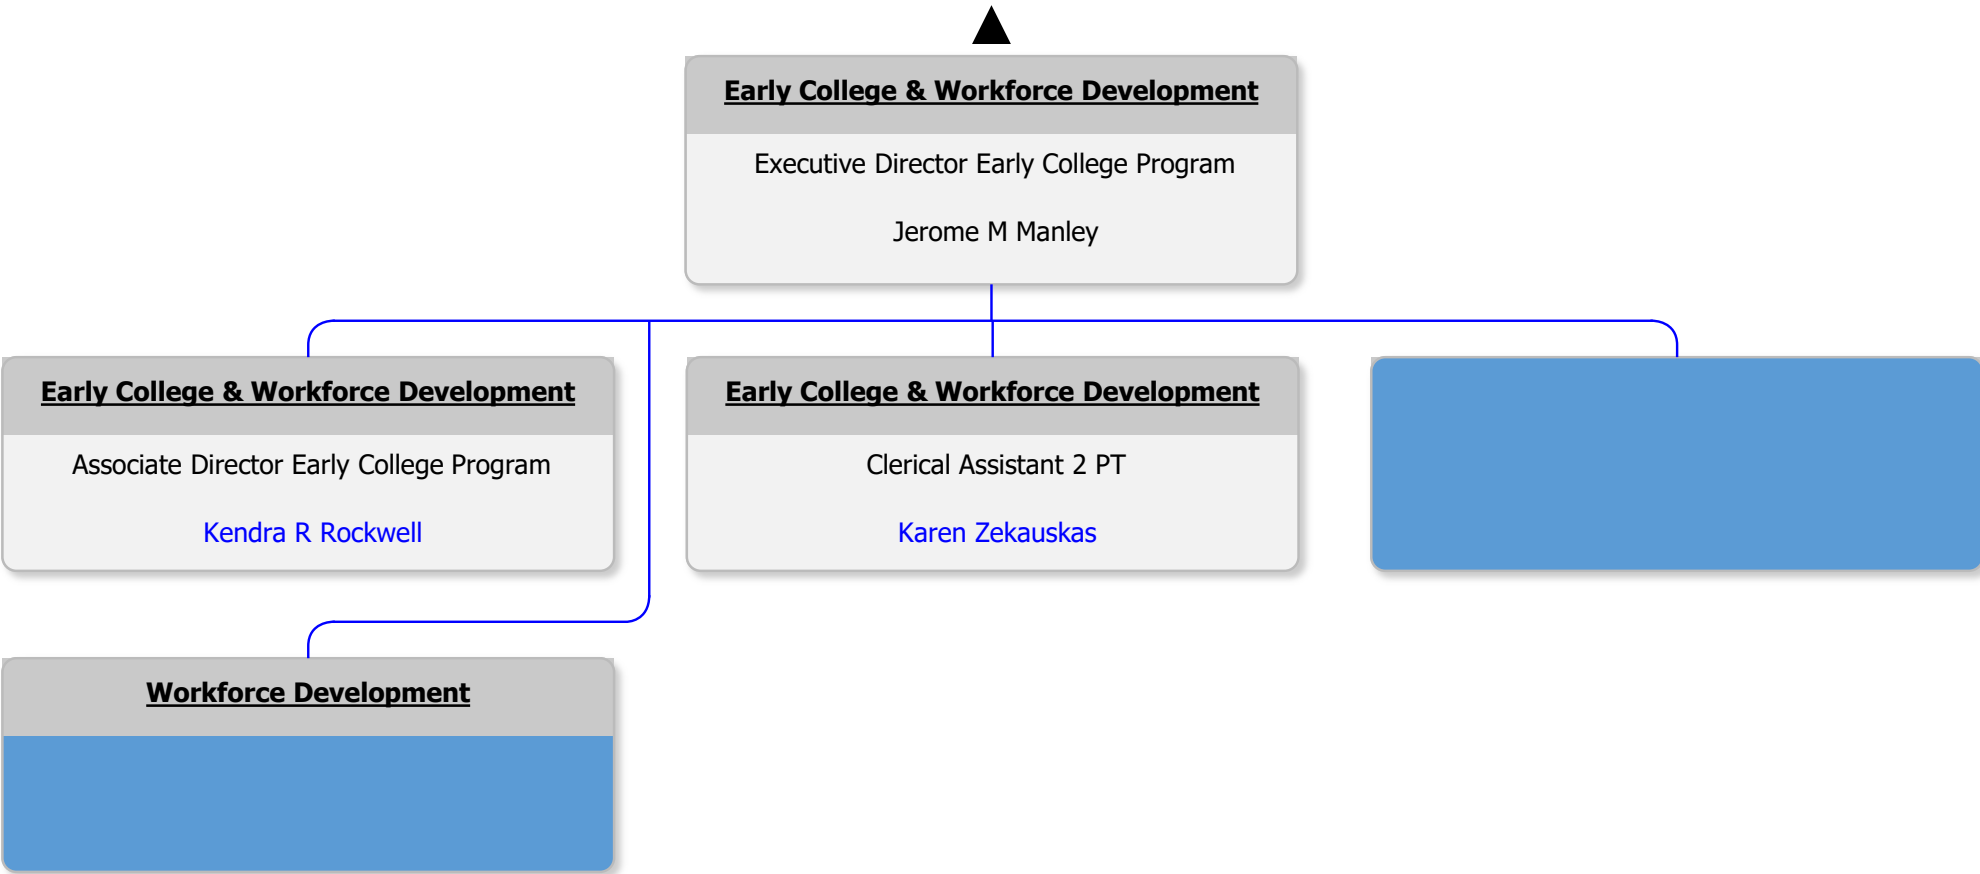 Early College & Workforce Development
Executive Director Early College Program
Jerome M Manley
Early College & Workforce Development
Associate Director Early College Program
Kendra R Rockwell
Early College & Workforce Development
Clerical Assistant 2 PT
Karen Zekauskas
Workforce Development